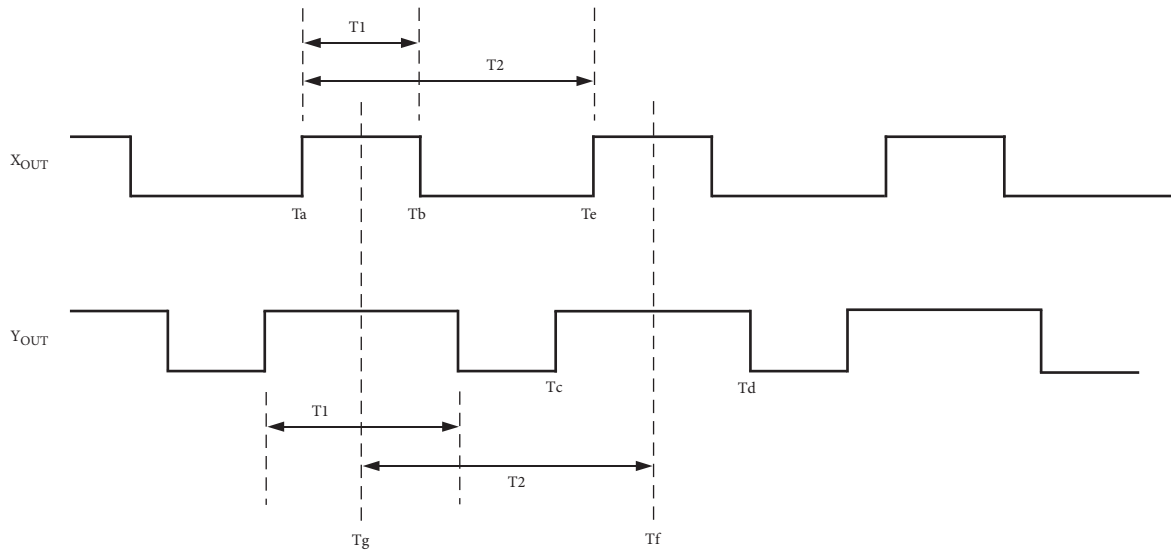 T1
T2
X_OUT
Ta Tb Te
Y_OUT
Tc Td
T1
T2
Tg Tf